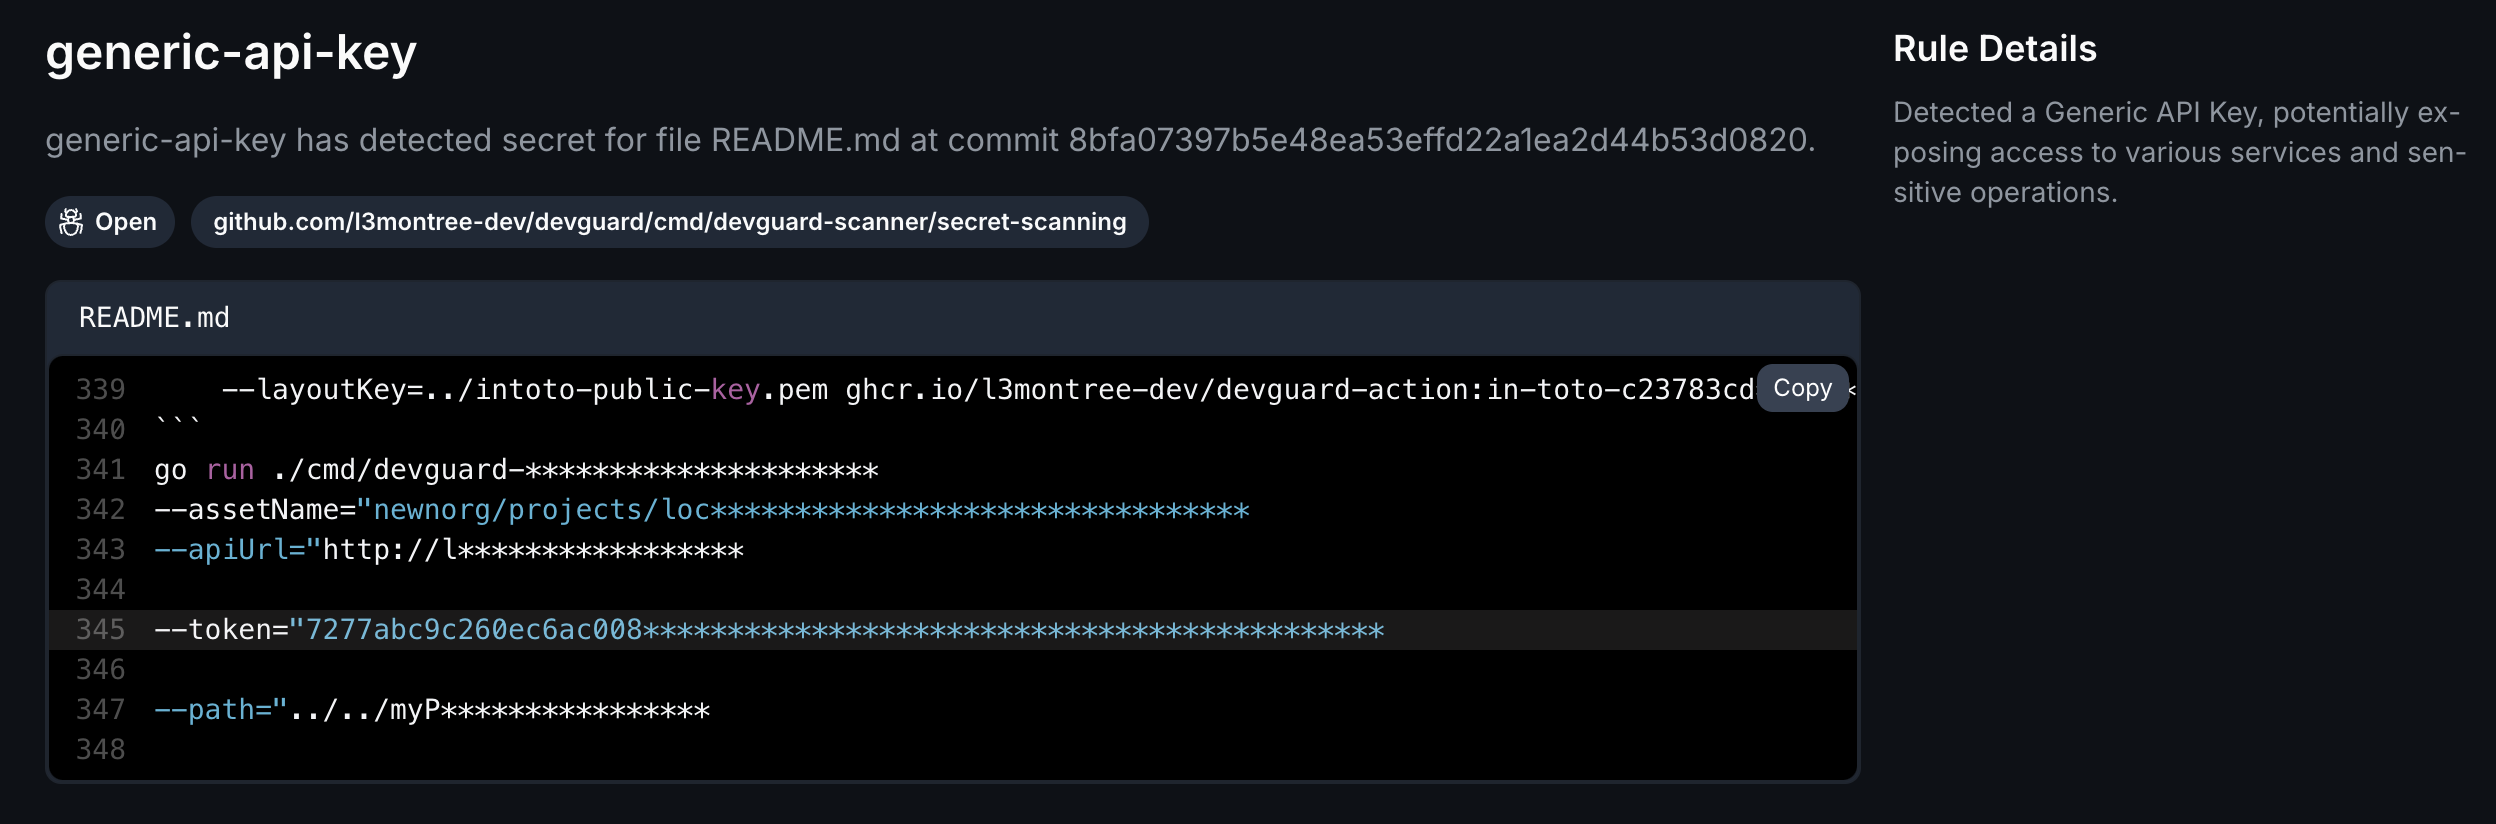 generic-api-key
generic-api-key has detected secret for file README.md at commit 8bfa07397b5e48ea53effd22a1ea2d44b53d0820.
Open
github.com/l3montree-dev/devguard/cmd/devguard-scanner/secret-scanning
README.md
Copy
339     --layoutKey=../intoto-public-key.pem ghcr.io/l3montree-dev/devguard-action:in-toto-c23783cd
340 ```
341 go run ./cmd/devguard-*********************
342 --assetName="newnorg/projects/loc********************************
343 --apiUrl="http://l*****************
344
345 --token="7277abc9c260ec6ac008********************************************
346
347 --path="../../myP****************
348
Rule Details
Detected a Generic API Key, potentially ex-
posing access to various services and sen-
sitive operations.